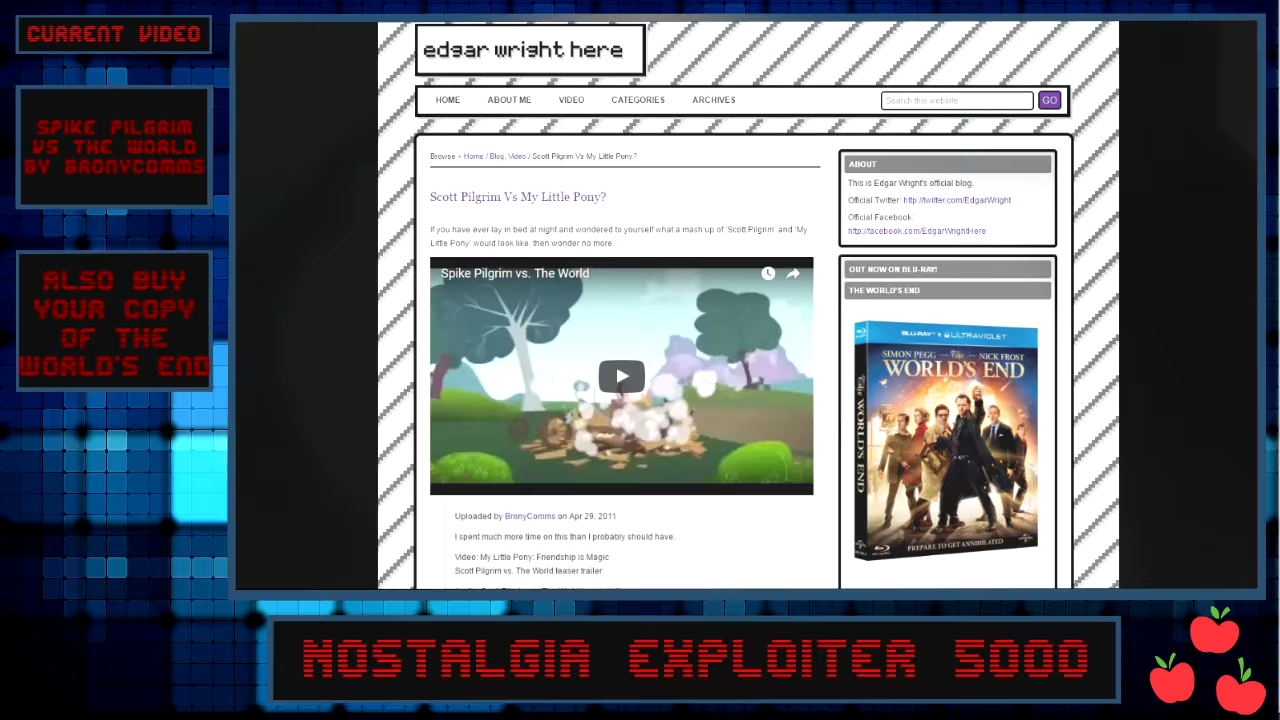 CURRENT VIDEO
SPIKE PILGRIM
VS THE WORLD
BY BRONYCOMMS
ALSO BUY
YOUR COPY
OF THE
WORLD'S END
edgar wright here
HOME ABOUT ME VIDEO CATEGORIES ARCHIVES
Search this website GO
Browse > Home / Blog, Video / Scott Pilgrim Vs My Little Pony?
Scott Pilgrim Vs My Little Pony?
If you have ever lay in bed at night and wondered to yourself what a mash up of 'Scott Pilgrim' and 'My
Little Pony' would look like, then wonder no more.
Spike Pilgrim vs. The World
Uploaded by BronyComms on Apr 29, 2011
I spent much more time on this than I probably should have.
Video: My Little Pony: Friendship is Magic
Scott Pilgrim vs. The World teaser trailer
ABOUT
This is Edgar Wright's official blog.
Official Twitter: http://twitter.com/EdgarWright
Official Facebook:
http://facebook.com/EdgarWrightHere
OUT NOW ON BLU-RAY!
THE WORLD'S END
BLU-RAY + ULTRAVIOLET
SIMON PEGG The NICK FROST
WORLD'S END
The WORLD'S END
PREPARE TO GET ANNIHILATED
NOSTALGIA EXPLOITER 5000